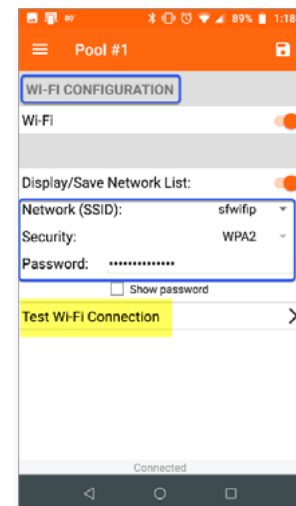 80° 89% 1:18
Pool #1
WI-FI CONFIGURATION
Wi-Fi
Display/Save Network List:
Network (SSID): sfwifip
Security: WPA2
Password: ••••••••••••••
Show password
Test Wi-Fi Connection
Connected